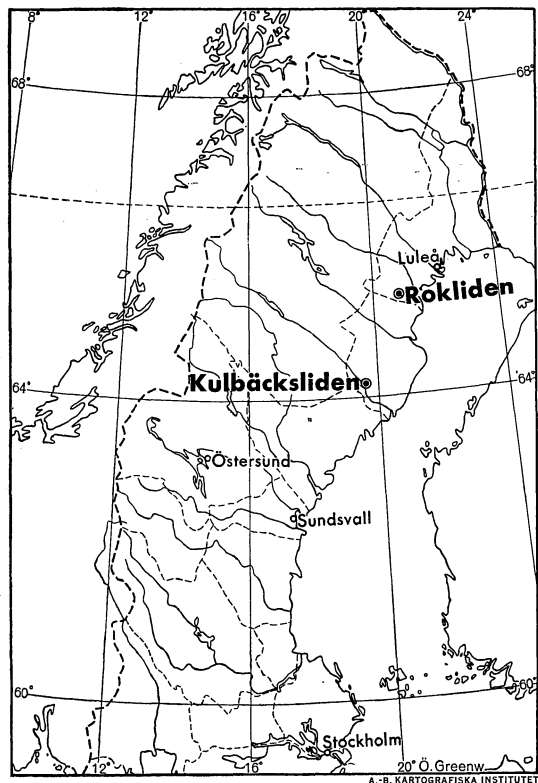 8° 12° 16° 20° 24°
68° 68°
Luleå
Rokliden
Kulbäcksliden
64° 64°
Östersund
Sundsvall
60° 60°
Stockholm
12° 16° 20° Ö. Greenw.
A.-B. KARTOGRAFISKA INSTITUTET